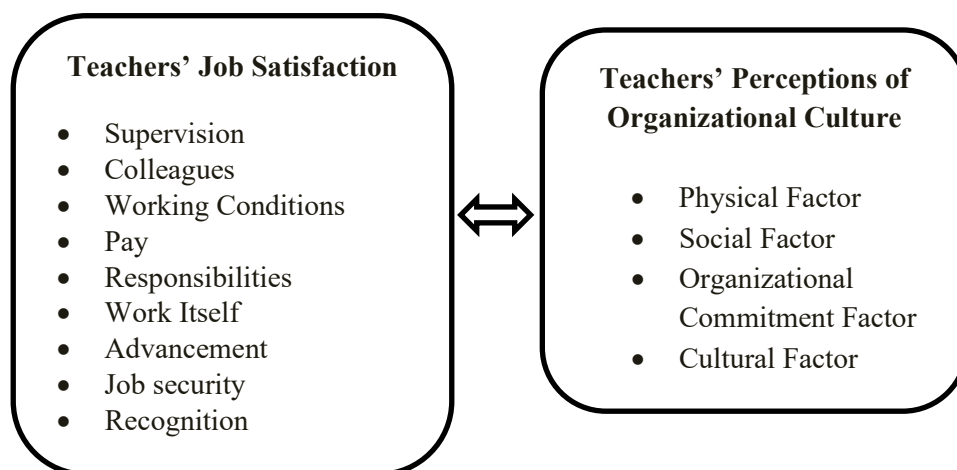 Teachers’ Job Satisfaction
• Supervision
• Colleagues
• Working Conditions
• Pay
• Responsibilities
• Work Itself
• Advancement
• Job security
• Recognition
Teachers’ Perceptions of
Organizational Culture
• Physical Factor
• Social Factor
• Organizational
Commitment Factor
• Cultural Factor